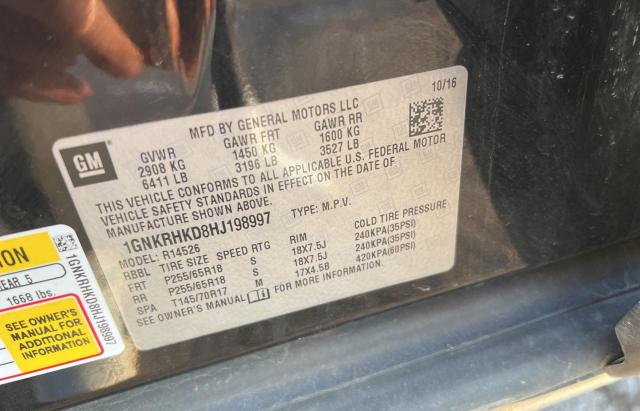 10/16
MFD BY GENERAL MOTORS LLC
GM
GVWR GAWR FRT GAWR RR
2908 KG 1450 KG 1600 KG
6411 LB 3196 LB 3527 LB
THIS VEHICLE CONFORMS TO ALL APPLICABLE U.S. FEDERAL MOTOR
VEHICLE SAFETY STANDARDS IN EFFECT ON THE DATE OF
MANUFACTURE SHOWN ABOVE.
1GNKRHKD8HJ198997 TYPE: M.P.V.
MODEL: R14526
RBBL TIRE SIZE SPEED RTG RIM COLD TIRE PRESSURE
FRT P255/65R18 S 18X7.5J 240KPA(35PSI)
RR P255/65R18 S 18X7.5J 240KPA(35PSI)
SPA T145/70R17 M 17X4.5B 420KPA(60PSI)
SEE OWNER'S MANUAL FOR MORE INFORMATION.
ION
EAR 5
1668 lbs.
SEE OWNER'S
MANUAL FOR
ADDITIONAL
INFORMATION
1GNKRHKD8HJ198997